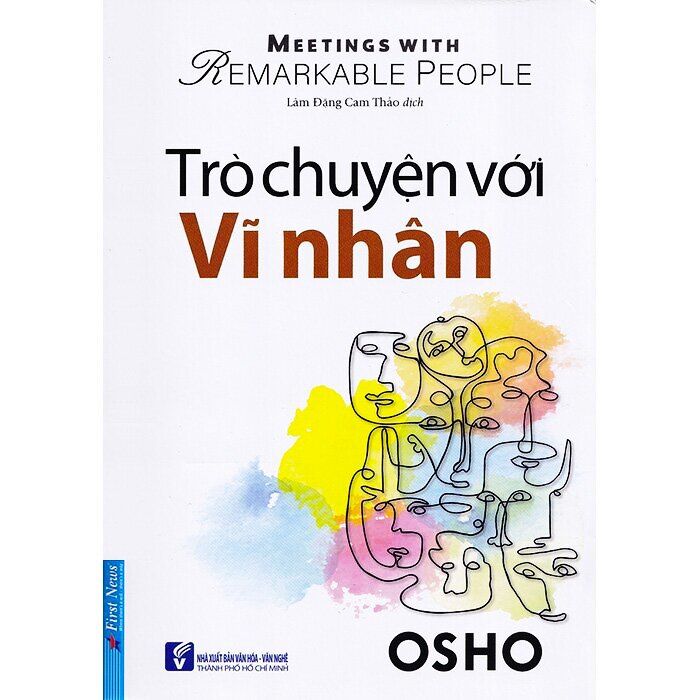 MEETINGS WITH
REMARKABLE PEOPLE
Lâm Đặng Cam Thảo dịch
Trò chuyện với
Vĩ nhân
First News
NHÀ XUẤT BẢN VĂN HÓA - VĂN NGHỆ
THÀNH PHỐ HỒ CHÍ MINH
OSHO